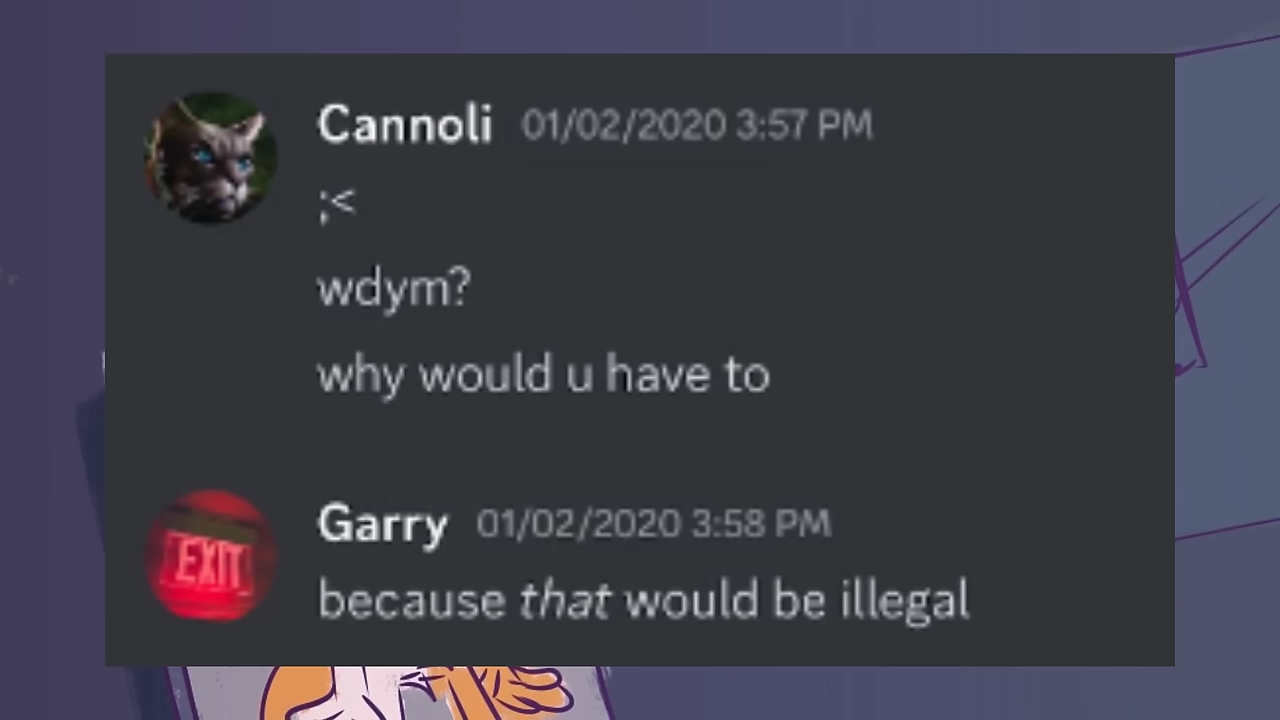 Cannoli 01/02/2020 3:57 PM
;<
wdym?
why would u have to
EXIT
Garry 01/02/2020 3:58 PM
because that would be illegal